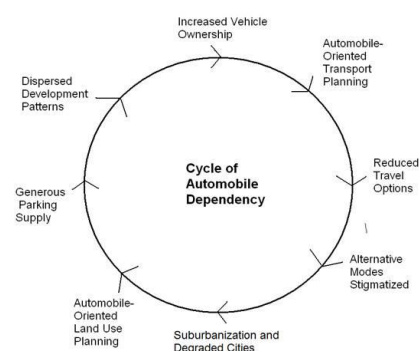 Increased Vehicle
Ownership
Automobile-
Oriented
Transport
Planning
Reduced
Travel
Options
Alternative
Modes
Stigmatized
Suburbanization and
Degraded Cities
Automobile-
Oriented
Land Use
Planning
Generous
Parking
Supply
Dispersed
Development
Patterns
Cycle of
Automobile
Dependency